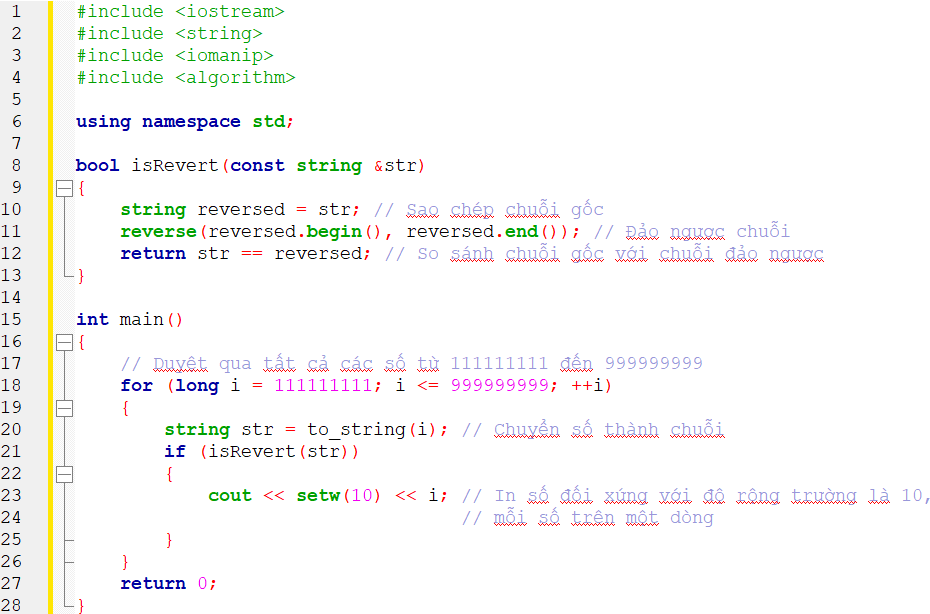 1 #include <iostream>
2 #include <string>
3 #include <iomanip>
4 #include <algorithm>
5
6 using namespace std;
7
8 bool isRevert(const string &str)
9 {
10     string reversed = str; // Sao chép chuỗi gốc
11     reverse(reversed.begin(), reversed.end()); // Đảo ngược chuỗi
12     return str == reversed; // So sánh chuỗi gốc với chuỗi đảo ngược
13 }
14
15 int main()
16 {
17     // Duyệt qua tất cả các số từ 111111111 đến 999999999
18     for (long i = 111111111; i <= 999999999; ++i)
19     {
20         string str = to_string(i); // Chuyển số thành chuỗi
21         if (isRevert(str))
22         {
23             cout << setw(10) << i; // In số đối xứng với độ rộng trường là 10,
24                                    // mỗi số trên một dòng
25         }
26     }
27     return 0;
28 }